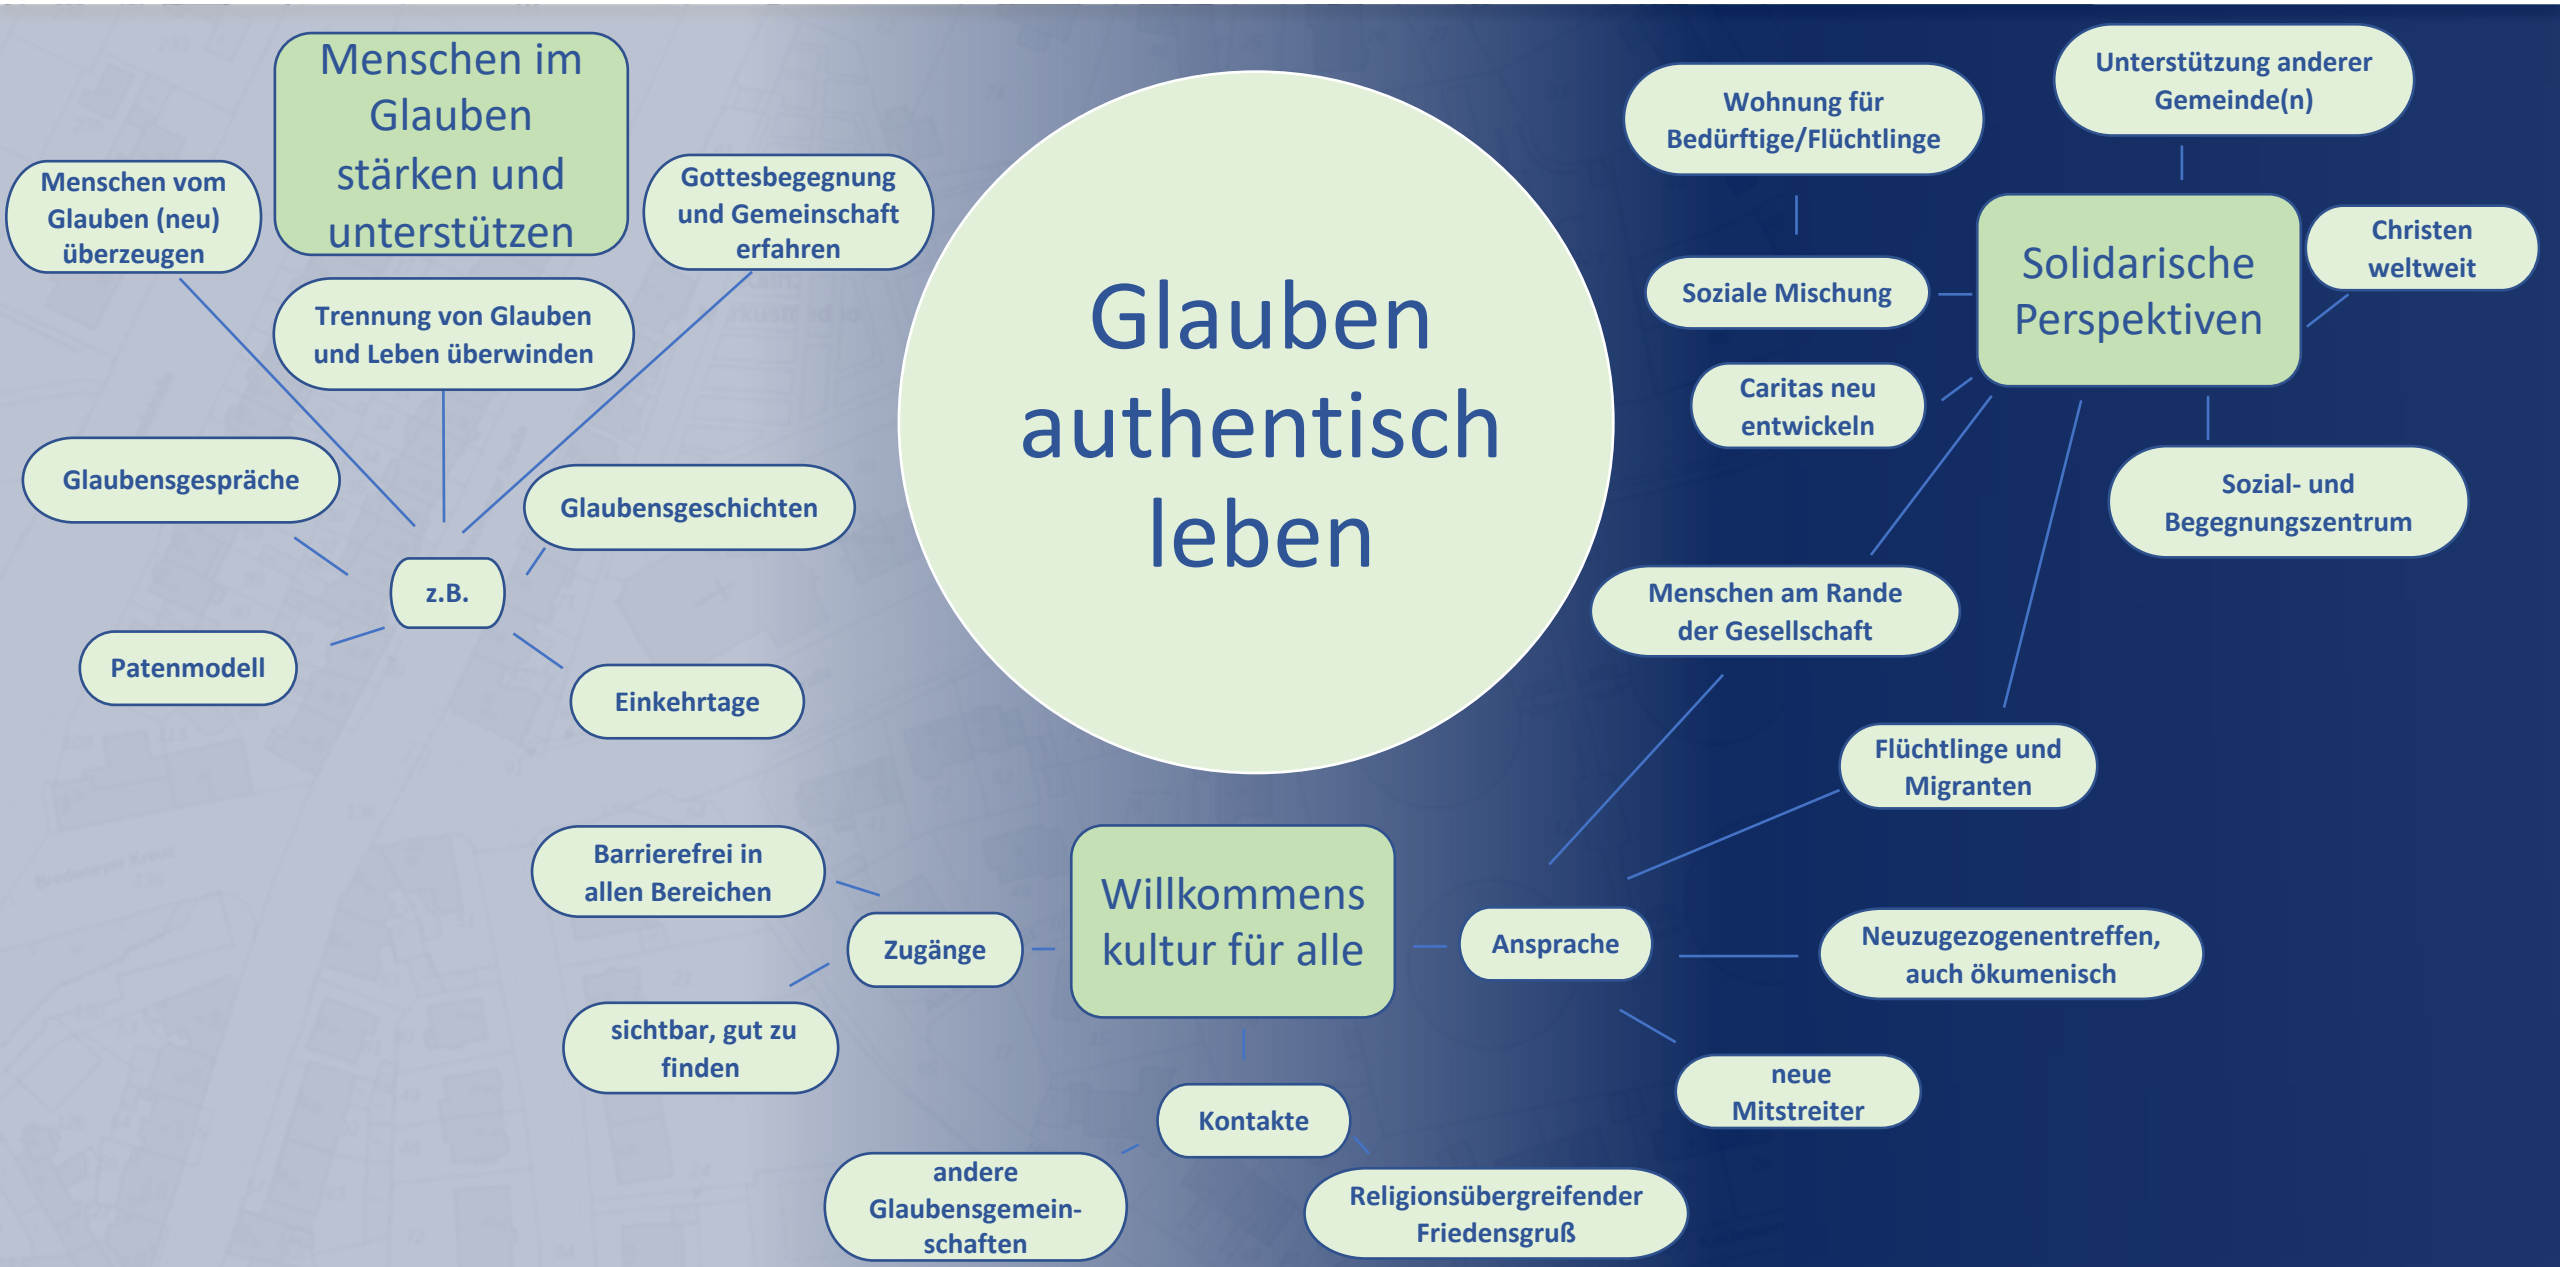 Menschen im
Glauben
stärken und
unterstützen
Menschen vom
Glauben (neu)
überzeugen
Gottesbegegnung
und Gemeinschaft
erfahren
Trennung von Glauben
und Leben überwinden
Glaubensgespräche
Glaubensgeschichten
z.B.
Patenmodell
Einkehrtage
Glauben
authentisch
leben
Unterstützung anderer
Gemeinde(n)
Wohnung für
Bedürftige/Flüchtlinge
Christen
weltweit
Solidarische
Perspektiven
Soziale Mischung
Caritas neu
entwickeln
Sozial- und
Begegnungszentrum
Menschen am Rande
der Gesellschaft
Flüchtlinge und
Migranten
Barrierefrei in
allen Bereichen
Zugänge
sichtbar, gut zu
finden
Willkommens
kultur für alle
Ansprache
Neuzugezogenentreffen,
auch ökumenisch
neue
Mitstreiter
Kontakte
andere
Glaubensgemein-
schaften
Religionsübergreifender
Friedensgruß